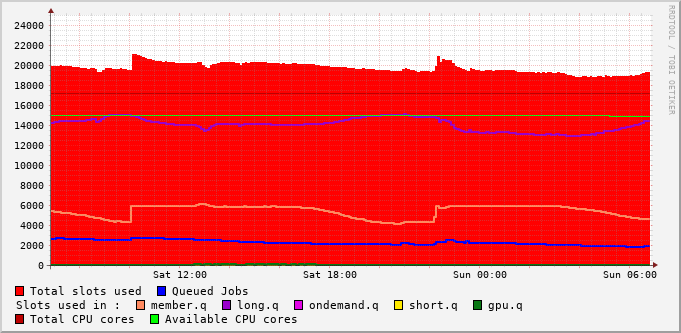 RRDTOOL / TOBI OETIKER
24000
22000
20000
18000
16000
14000
12000
10000
8000
6000
4000
2000
0
Sat 12:00 Sat 18:00 Sun 00:00 Sun 06:00
Total slots used Queued Jobs
Slots used in : member.q long.q ondemand.q short.q gpu.q
Total CPU cores Available CPU cores